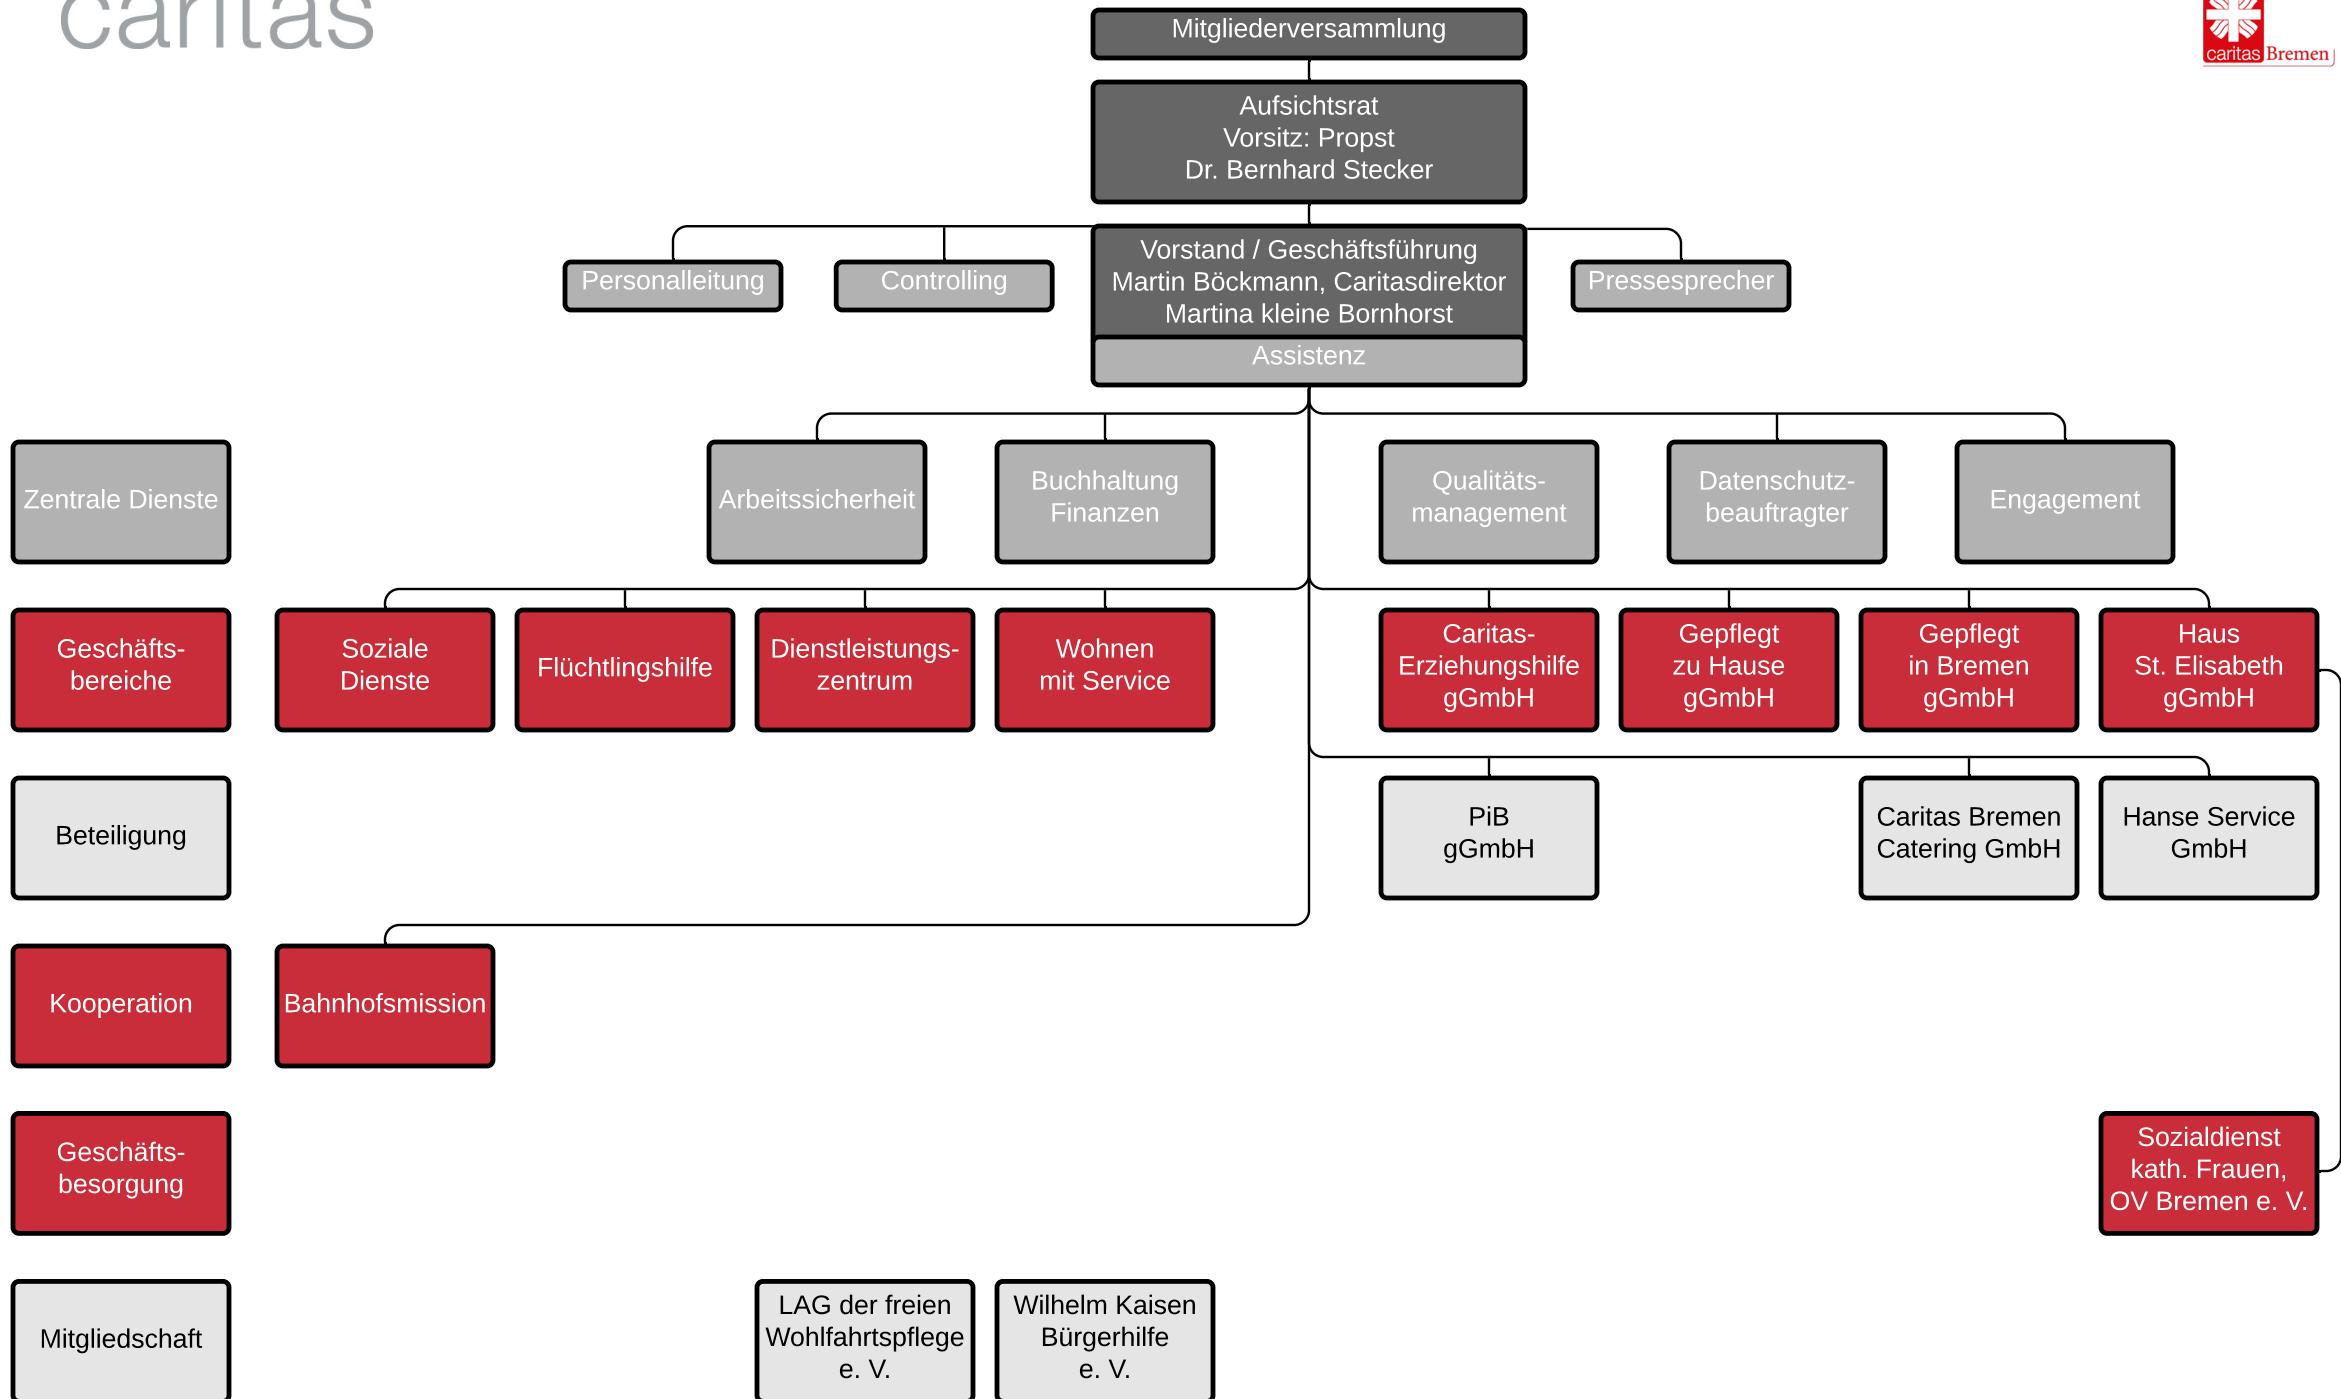 caritas
caritas Bremen
Mitgliederversammlung
Aufsichtsrat
Vorsitz: Propst
Dr. Bernhard Stecker
Personalleitung
Controlling
Vorstand / Geschäftsführung
Martin Böckmann, Caritasdirektor
Martina kleine Bornhorst
Assistenz
Pressesprecher
Zentrale Dienste
Arbeitssicherheit
Buchhaltung
Finanzen
Qualitäts-
management
Datenschutz-
beauftragter
Engagement
Geschäfts-
bereiche
Soziale
Dienste
Flüchtlingshilfe
Dienstleistungs-
zentrum
Wohnen
mit Service
Caritas-
Erziehungshilfe
gGmbH
Gepflegt
zu Hause
gGmbH
Gepflegt
in Bremen
gGmbH
Haus
St. Elisabeth
gGmbH
Beteiligung
PiB
gGmbH
Caritas Bremen
Catering GmbH
Hanse Service
GmbH
Kooperation
Bahnhofsmission
Geschäfts-
besorgung
Sozialdienst
kath. Frauen,
OV Bremen e. V.
Mitgliedschaft
LAG der freien
Wohlfahrtspflege
e. V.
Wilhelm Kaisen
Bürgerhilfe
e. V.